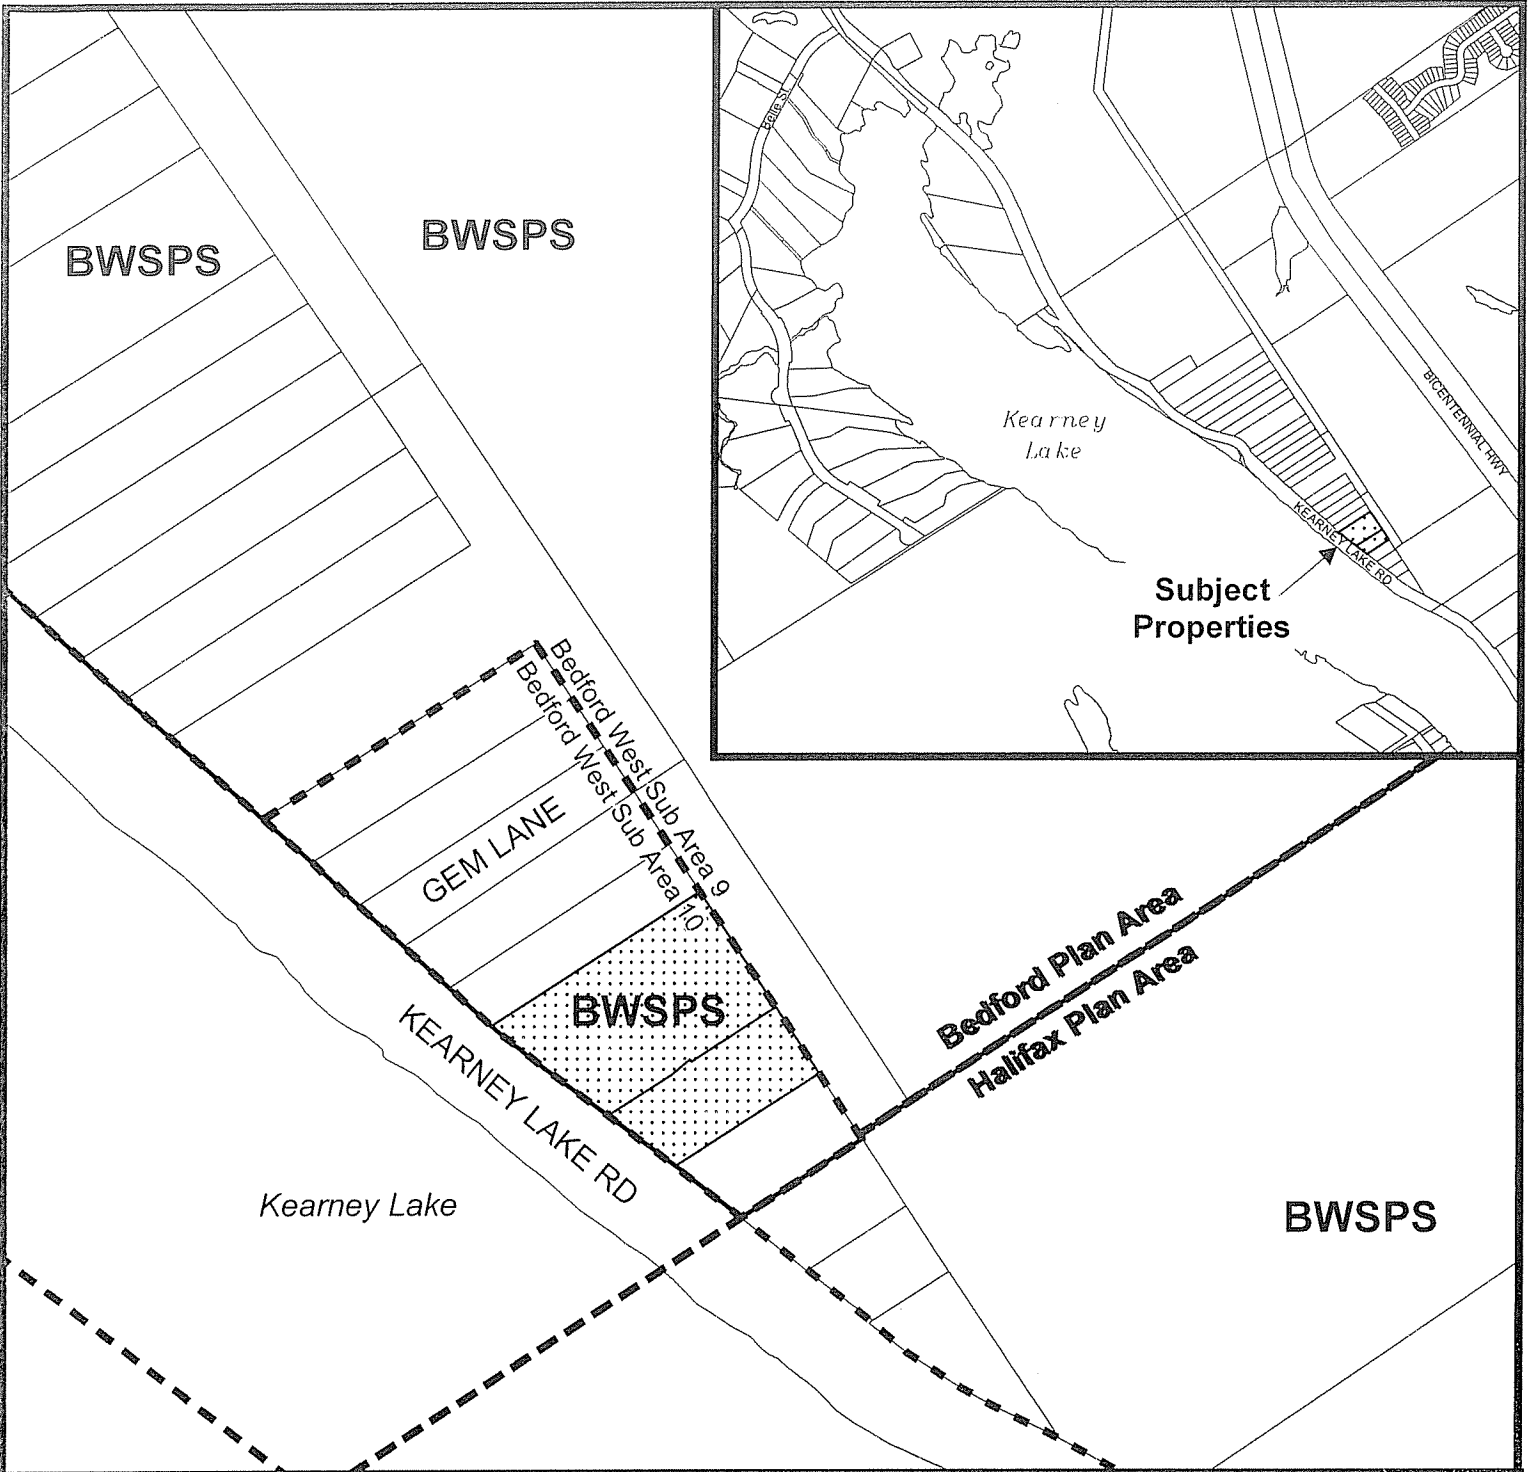 BWSPS
BWSPS
Belle St
Kearney
Lake
BICENTENNIAL HWY
KEARNEY LAKE RD
Subject
Properties
Bedford West Sub Area 9
Bedford West Sub Area 10
GEM LANE
BWSPS
KEARNEY LAKE RD
Bedford Plan Area
Halifax Plan Area
Kearney Lake
BWSPS